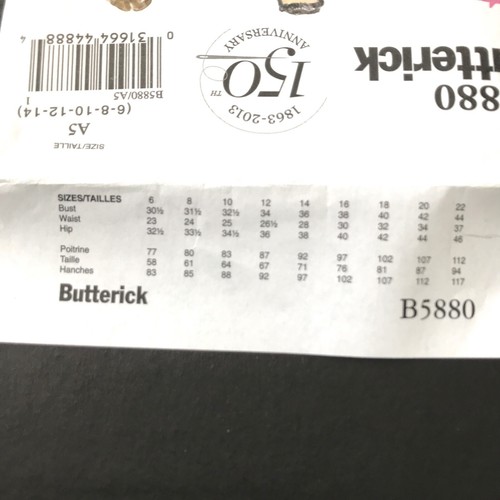 utterick
880
150 TH
ANNIVERSARY
1863-2013
0 31664 44888 4
B5880/A5 1
(6-8-10-12-14)
A5
SIZE/TAILLE
SIZES/TAILLES 6 8 10 12 14 16 18 20 22
Bust 30½ 31½ 32½ 34 36 38 40 42 44
Waist 23 24 25 26½ 28 30 32 34 37
Hip 32½ 33½ 34½ 36 38 40 42 44 46
Poitrine 77 80 83 87 92 97 102 107 112
Taille 58 61 64 67 71 76 81 87 94
Hanches 83 85 88 92 97 102 107 112 117
Butterick
B5880